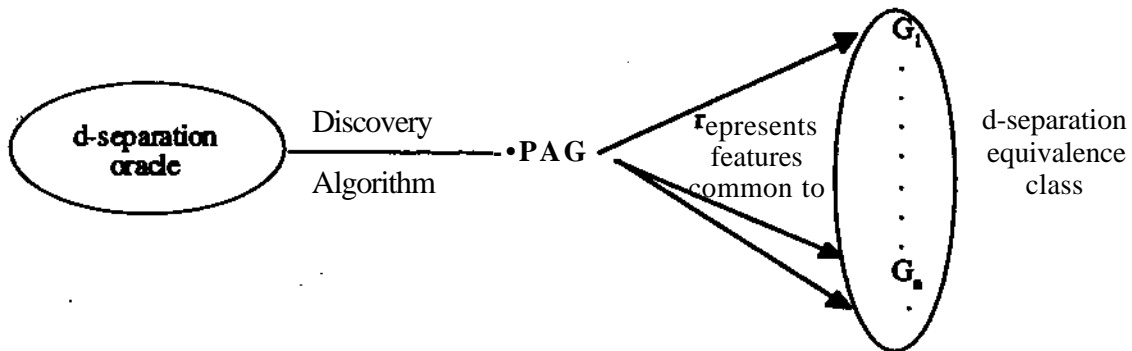 d-separation
oracle
Discovery
Algorithm
•PAG
represents
features
common to
G1
Gn
d-separation
equivalence
class